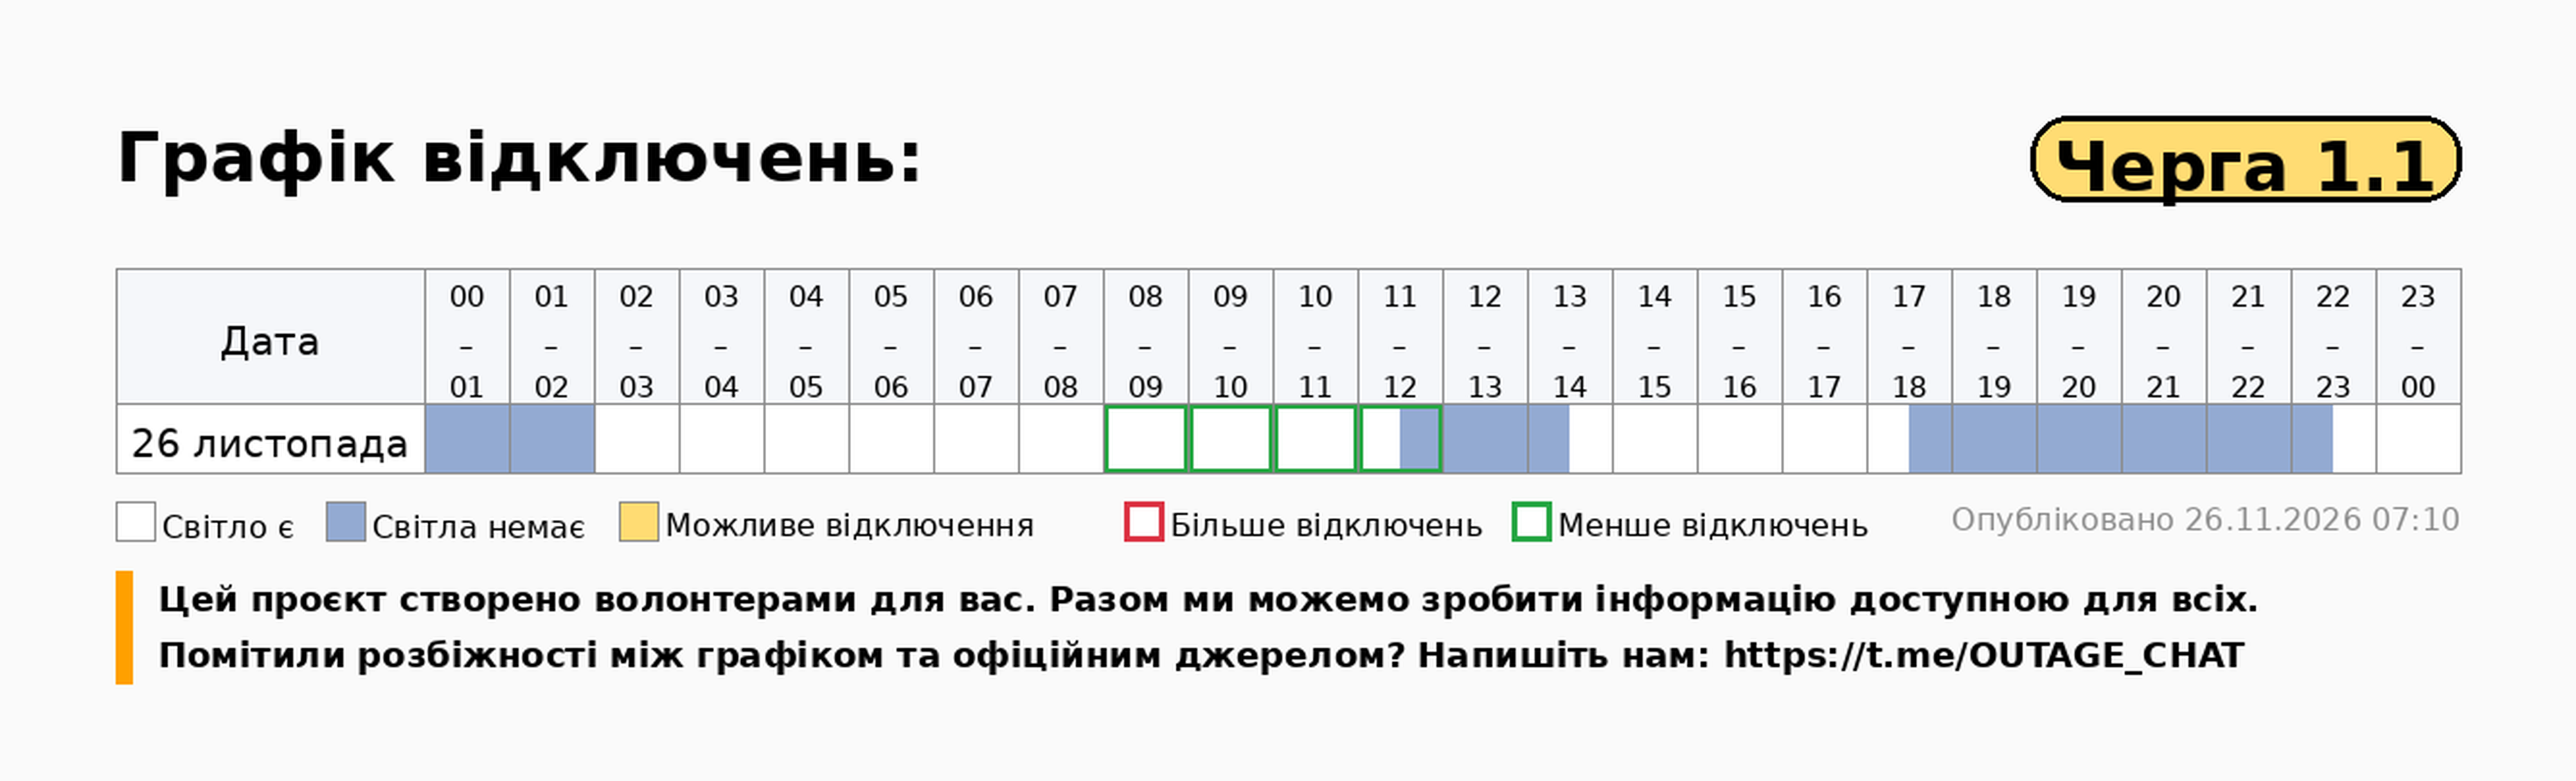 Графік відключень:
Черга 1.1
Дата
00 – 01
01 – 02
02 – 03
03 – 04
04 – 05
05 – 06
06 – 07
07 – 08
08 – 09
09 – 10
10 – 11
11 – 12
12 – 13
13 – 14
14 – 15
15 – 16
16 – 17
17 – 18
18 – 19
19 – 20
20 – 21
21 – 22
22 – 23
23 – 00
26 листопада
Світло є
Світла немає
Можливе відключення
Більше відключень
Менше відключень
Опубліковано 26.11.2026 07:10
Цей проєкт створено волонтерами для вас. Разом ми можемо зробити інформацію доступною для всіх.
Помітили розбіжності між графіком та офіційним джерелом? Напишіть нам: https://t.me/OUTAGE_CHAT